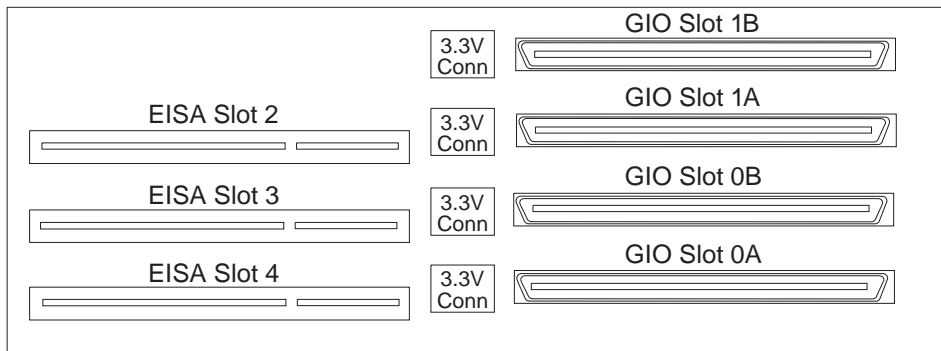 GIO Slot 1B
3.3V
Conn
GIO Slot 1A
EISA Slot 2
3.3V
Conn
GIO Slot 0B
EISA Slot 3
3.3V
Conn
GIO Slot 0A
EISA Slot 4
3.3V
Conn